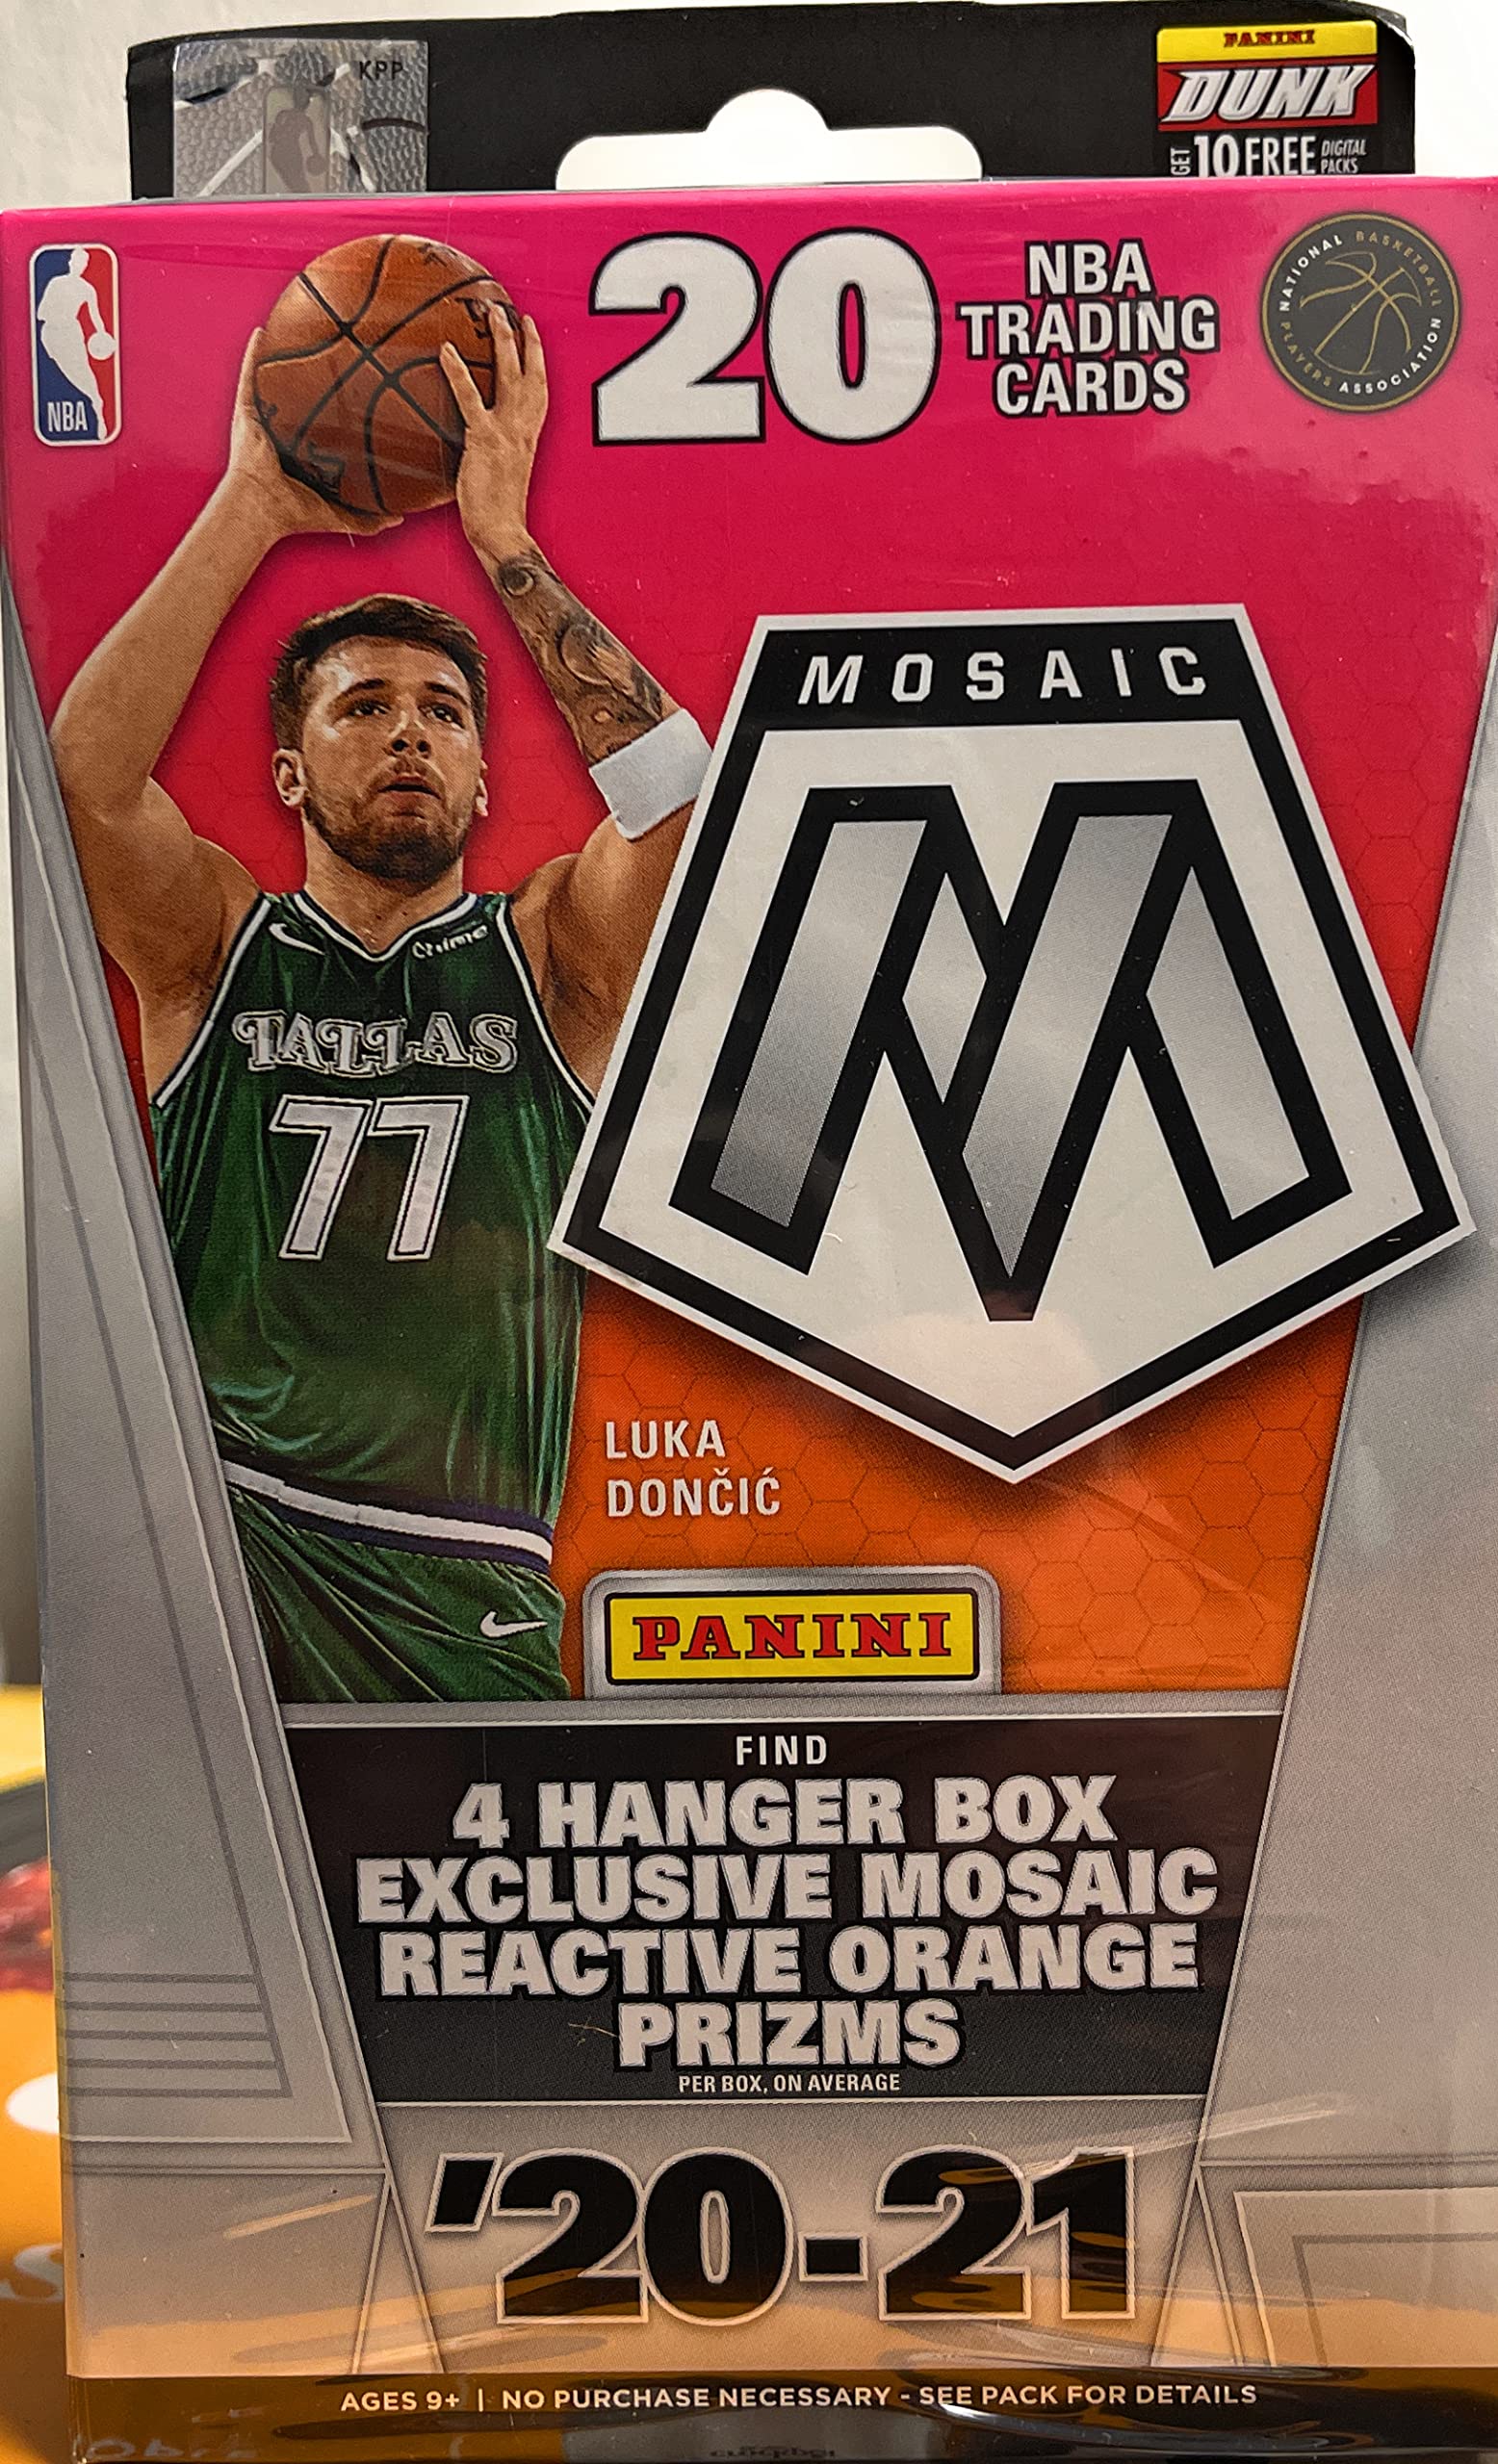 KPP
PANINI
DUNK
GET 10 FREE DIGITAL PACKS
NBA
20
NBA
TRADING
CARDS
NATIONAL BASKETBALL PLAYERS ASSOCIATION
MOSAIC
M
chime
DALLAS
77
LUKA
DONČIĆ
PANINI
FIND
4 HANGER BOX
EXCLUSIVE MOSAIC
REACTIVE ORANGE
PRIZMS
PER BOX, ON AVERAGE
'20-21
AGES 9+ | NO PURCHASE NECESSARY - SEE PACK FOR DETAILS